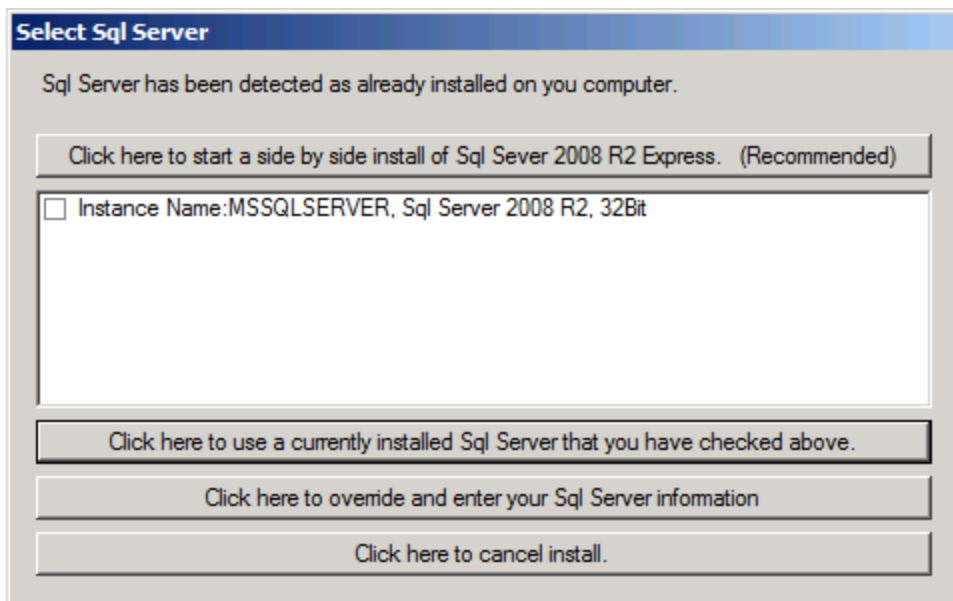 Select Sql Server
Sql Server has been detected as already installed on you computer.
Click here to start a side by side install of Sql Sever 2008 R2 Express. (Recommended)
Instance Name:MSSQLSERVER, Sql Server 2008 R2, 32Bit
Click here to use a currently installed Sql Server that you have checked above.
Click here to override and enter your Sql Server information
Click here to cancel install.